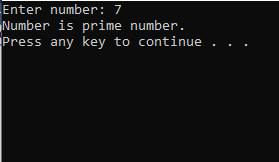 Enter number: 7
Number is prime number.
Press any key to continue . . .